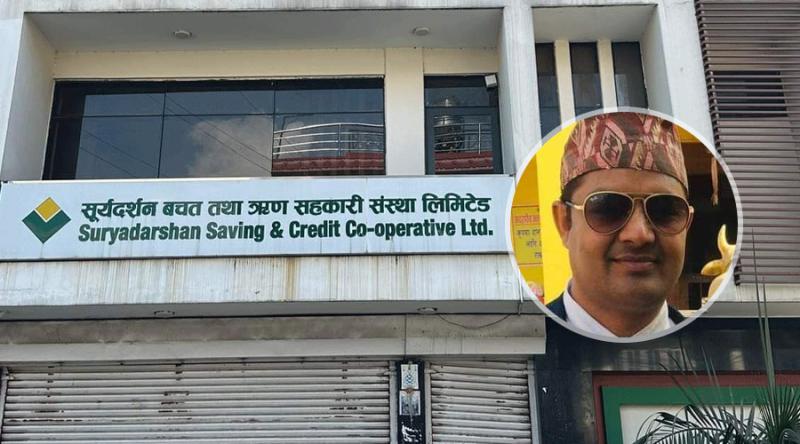 सूर्यदर्शन बचत तथा ऋण सहकारी संस्था लिमिटेड
Suryadarshan Saving & Credit Co-operative Ltd.